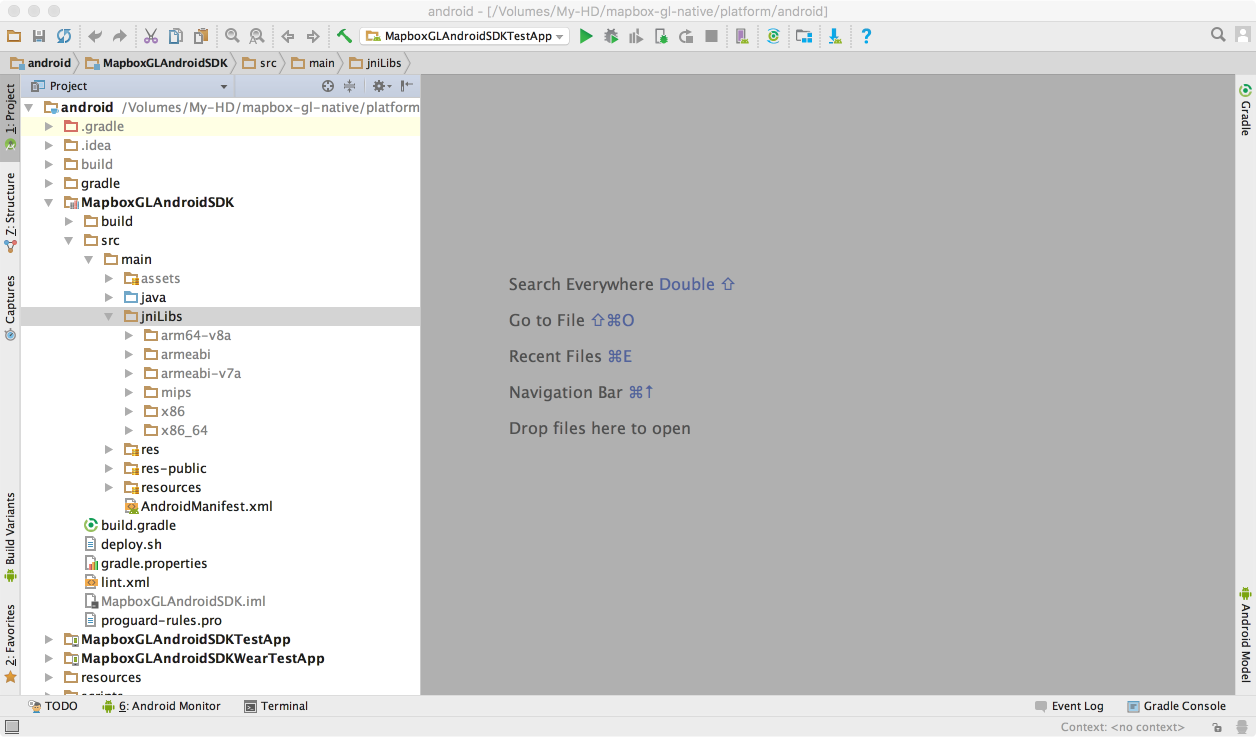 android - [/Volumes/My-HD/mapbox-gl-native/platform/android]
MapboxGLAndroidSDKTestApp
android MapboxGLAndroidSDK src main jniLibs
Project
1: Project
Z: Structure
Captures
Build Variants
2: Favorites
android /Volumes/My-HD/mapbox-gl-native/platform
.gradle
.idea
build
gradle
MapboxGLAndroidSDK
build
src
main
assets
java
jniLibs
arm64-v8a
armeabi
armeabi-v7a
mips
x86
x86_64
res
res-public
resources
AndroidManifest.xml
build.gradle
deploy.sh
gradle.properties
lint.xml
MapboxGLAndroidSDK.iml
proguard-rules.pro
MapboxGLAndroidSDKTestApp
MapboxGLAndroidSDKWearTestApp
resources
Search Everywhere Double ⇧
Go to File ⇧⌘O
Recent Files ⌘E
Navigation Bar ⌘↑
Drop files here to open
Gradle
Android Model
TODO 6: Android Monitor Terminal Event Log Gradle Console
Context: <no context>